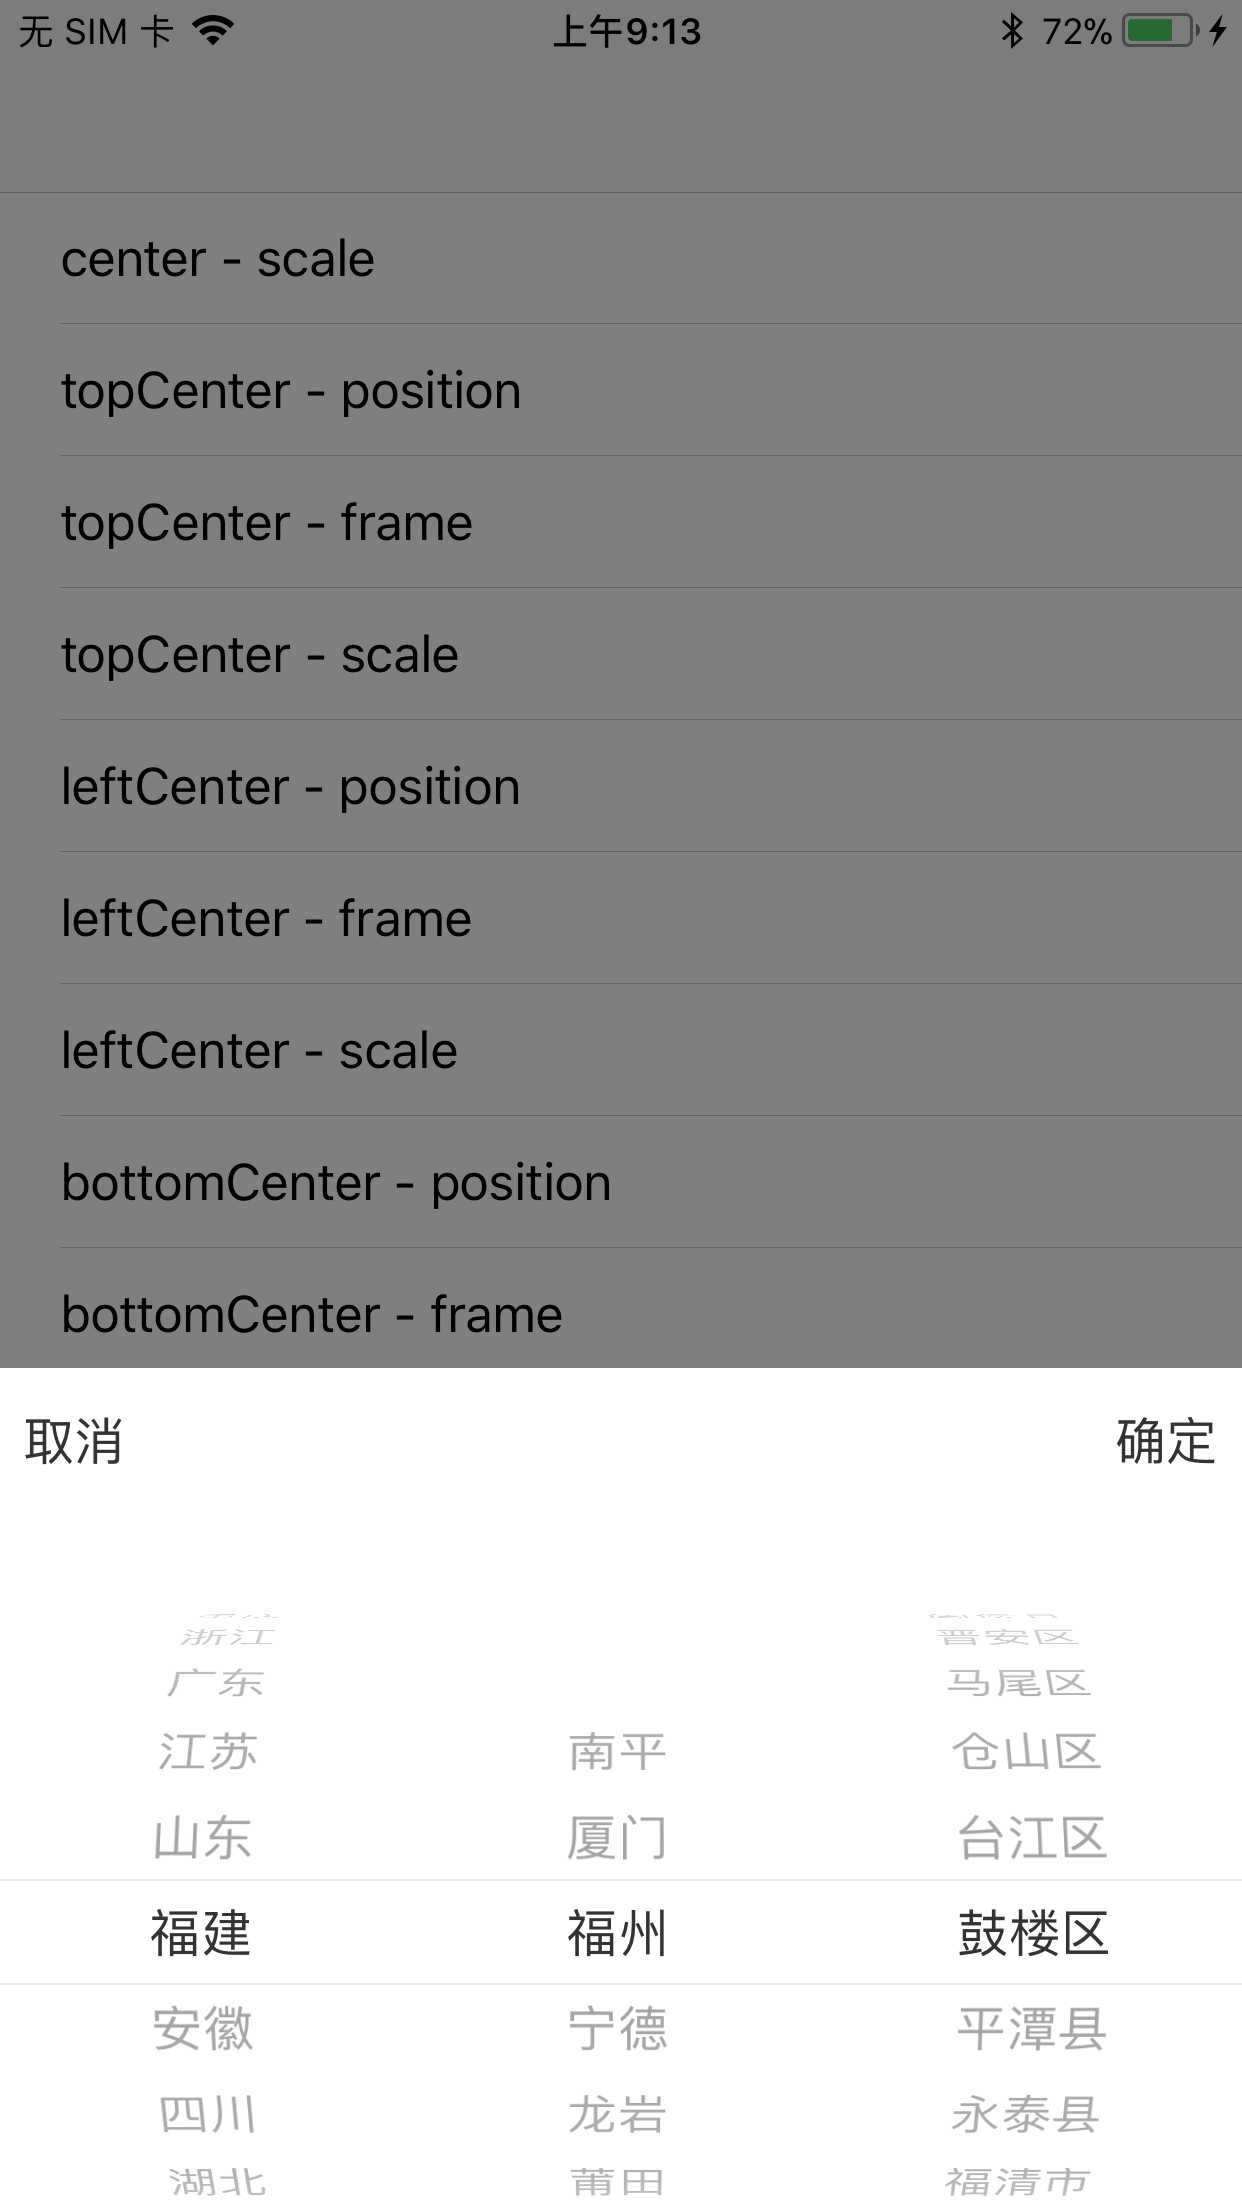 无 SIM 卡 上午9:13 72%
center - scale
topCenter - position
topCenter - frame
topCenter - scale
leftCenter - position
leftCenter - frame
leftCenter - scale
bottomCenter - position
bottomCenter - frame
取消 确定
浙江 晋安区
广东 马尾区
江苏 南平 仓山区
山东 厦门 台江区
福建 福州 鼓楼区
安徽 宁德 平潭县
四川 龙岩 永泰县
湖北 莆田 福清市